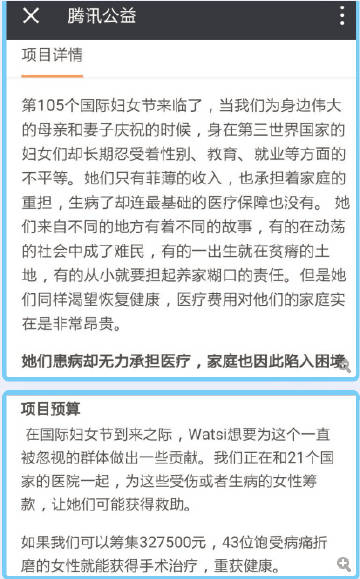 腾讯公益
项目详情
第105个国际妇女节来临了，当我们为身边伟大
的母亲和妻子庆祝的时候，身在第三世界国家的
妇女们却长期忍受着性别、教育、就业等方面的
不平等。她们只有菲薄的收入，也承担着家庭的
重担，生病了却连最基础的医疗保障也没有。 她
们来自不同的地方有着不同的故事，有的在动荡
的社会中成了难民，有的一出生就在贫瘠的土
地，有的从小就要担起养家糊口的责任。但是她
们同样渴望恢复健康，医疗费用对他们的家庭实
在是非常昂贵。
她们患病却无力承担医疗，家庭也因此陷入困境
项目预算
在国际妇女节到来之际，Watsi想要为这个一直
被忽视的群体做出一些贡献。我们正在和21个国
家的医院一起，为这些受伤或者生病的女性筹
款，让她们可能获得救助。
如果我们可以筹集327500元，43位饱受病痛折
磨的女性就能获得手术治疗，重获健康。